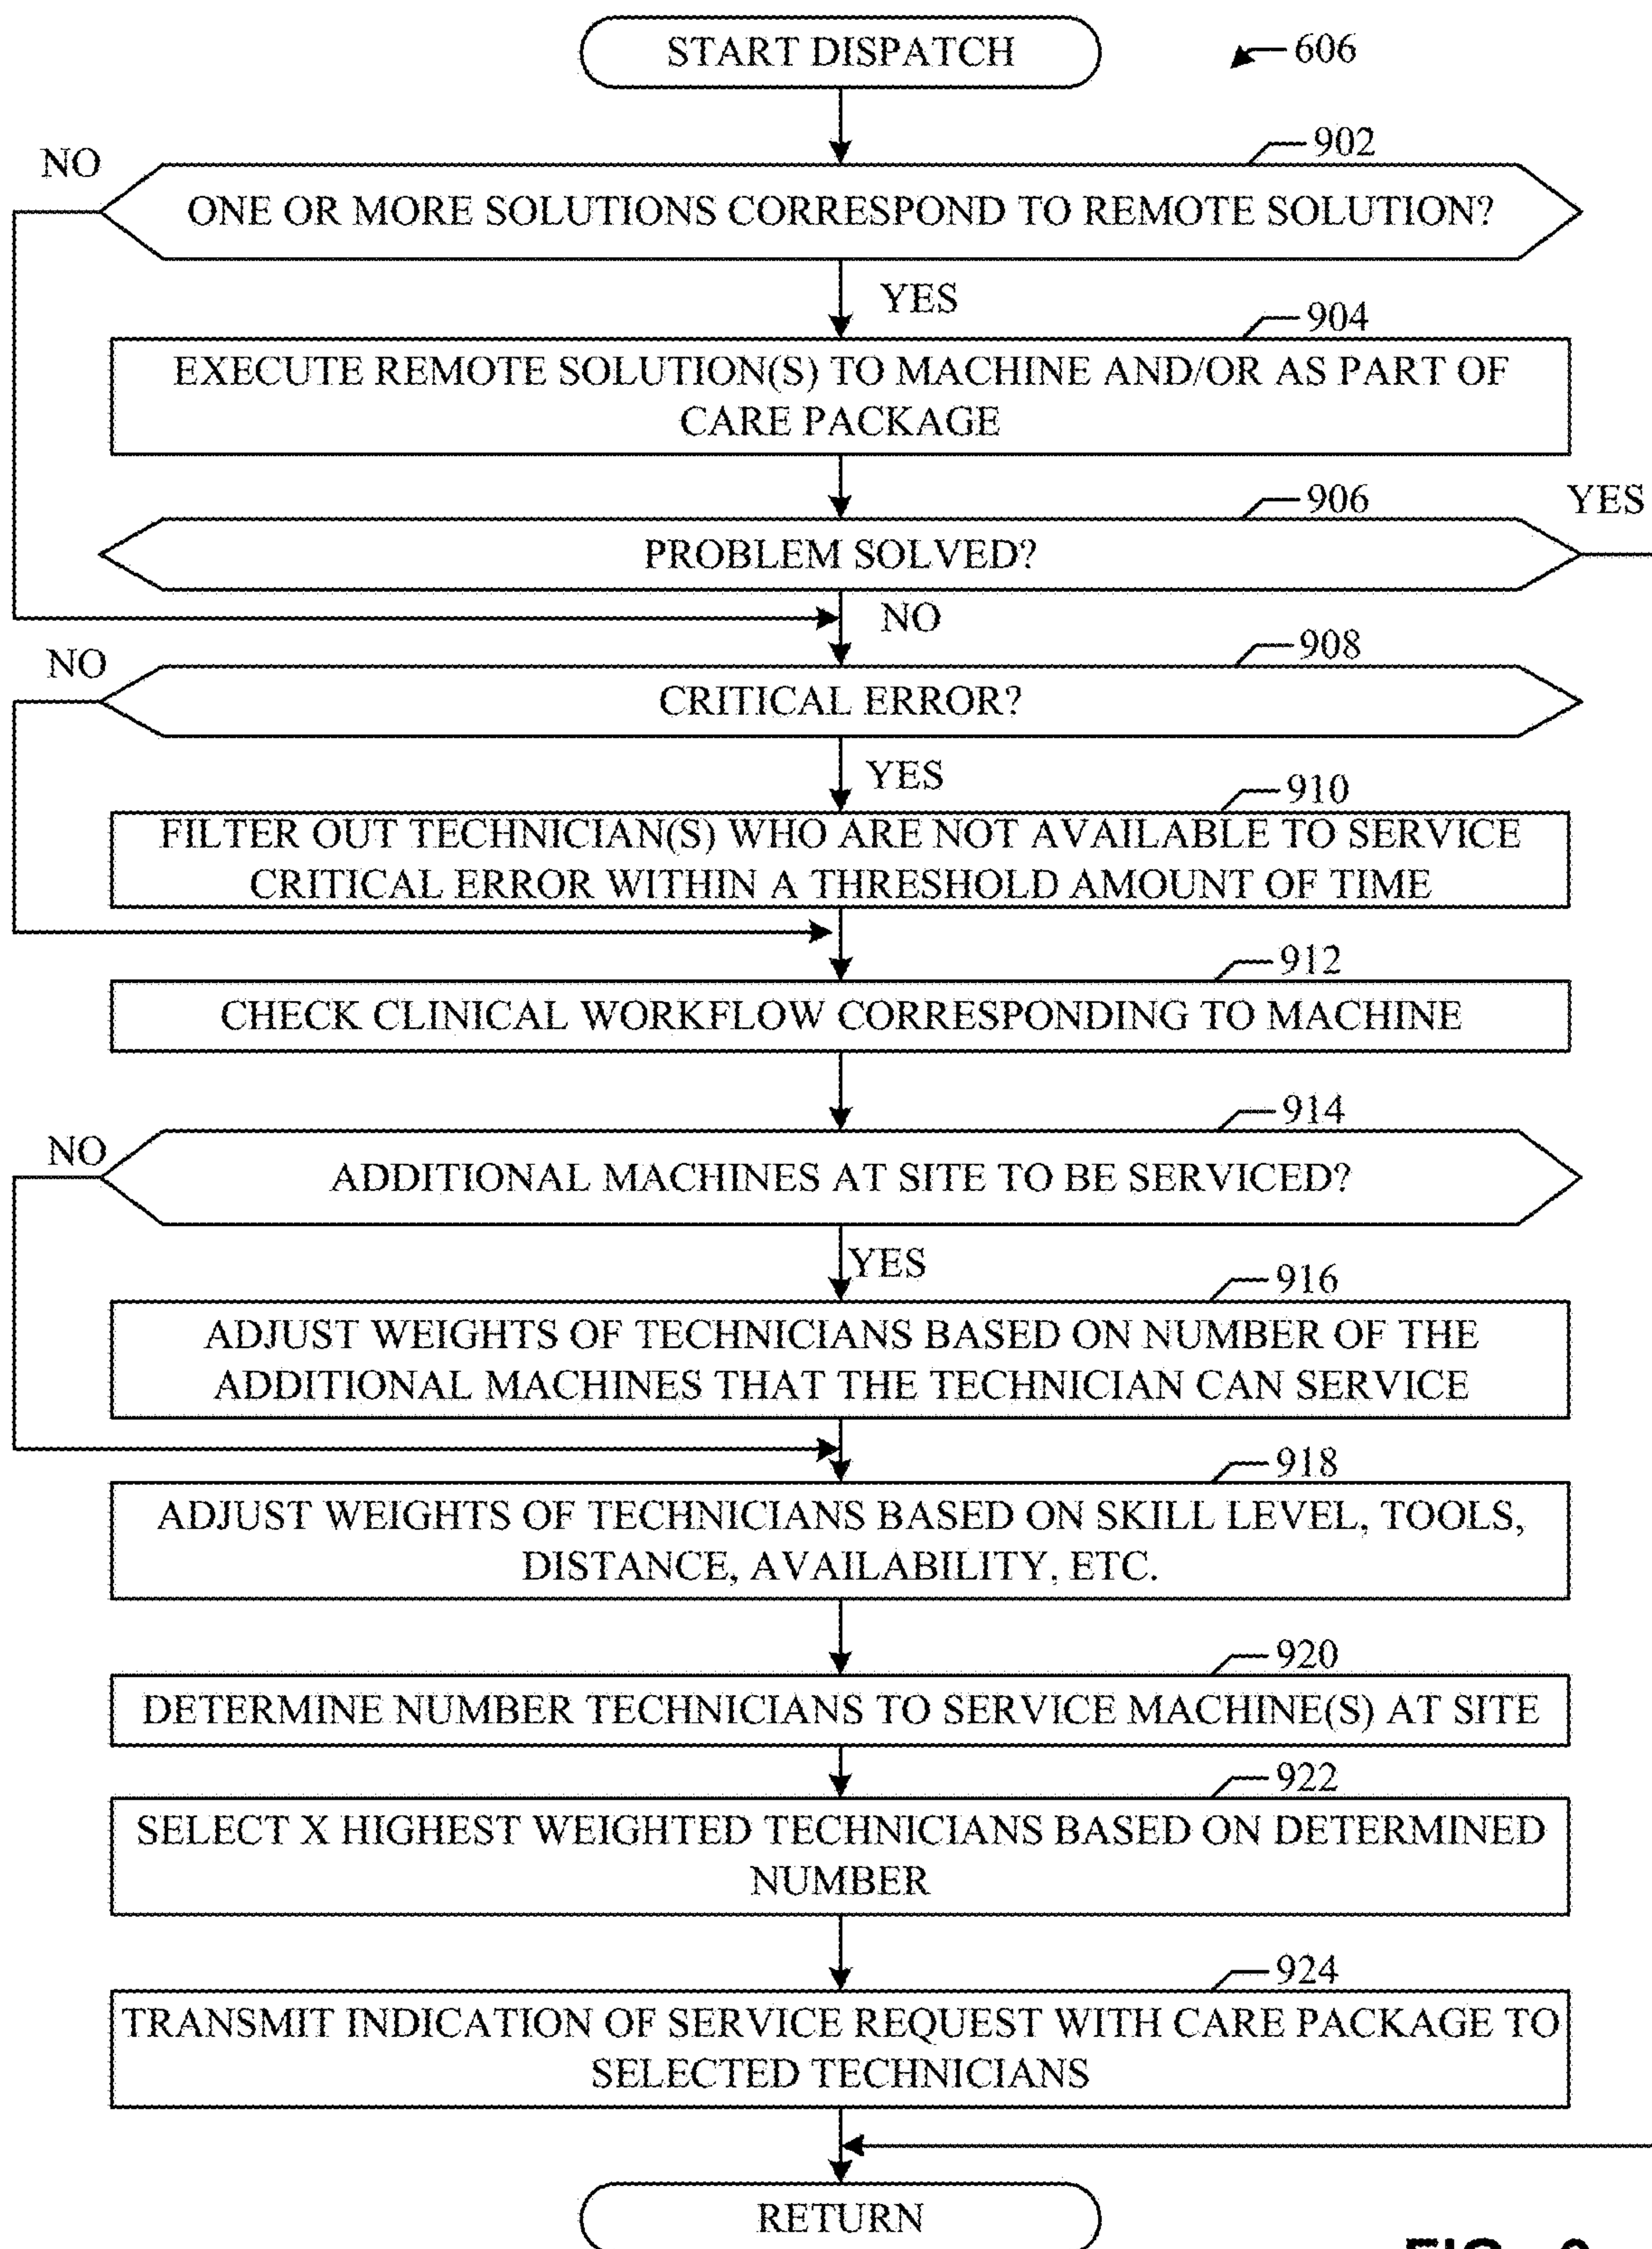 START DISPATCH
606
902
NO
ONE OR MORE SOLUTIONS CORRESPOND TO REMOTE SOLUTION?
YES
904
EXECUTE REMOTE SOLUTION(S) TO MACHINE AND/OR AS PART OF
CARE PACKAGE
906
YES
PROBLEM SOLVED?
NO
908
NO
CRITICAL ERROR?
YES
910
FILTER OUT TECHNICIAN(S) WHO ARE NOT AVAILABLE TO SERVICE
CRITICAL ERROR WITHIN A THRESHOLD AMOUNT OF TIME
912
CHECK CLINICAL WORKFLOW CORRESPONDING TO MACHINE
914
NO
ADDITIONAL MACHINES AT SITE TO BE SERVICED?
YES
916
ADJUST WEIGHTS OF TECHNICIANS BASED ON NUMBER OF THE
ADDITIONAL MACHINES THAT THE TECHNICIAN CAN SERVICE
918
ADJUST WEIGHTS OF TECHNICIANS BASED ON SKILL LEVEL, TOOLS,
DISTANCE, AVAILABILITY, ETC.
920
DETERMINE NUMBER TECHNICIANS TO SERVICE MACHINE(S) AT SITE
922
SELECT X HIGHEST WEIGHTED TECHNICIANS BASED ON DETERMINED
NUMBER
924
TRANSMIT INDICATION OF SERVICE REQUEST WITH CARE PACKAGE TO
SELECTED TECHNICIANS
RETURN